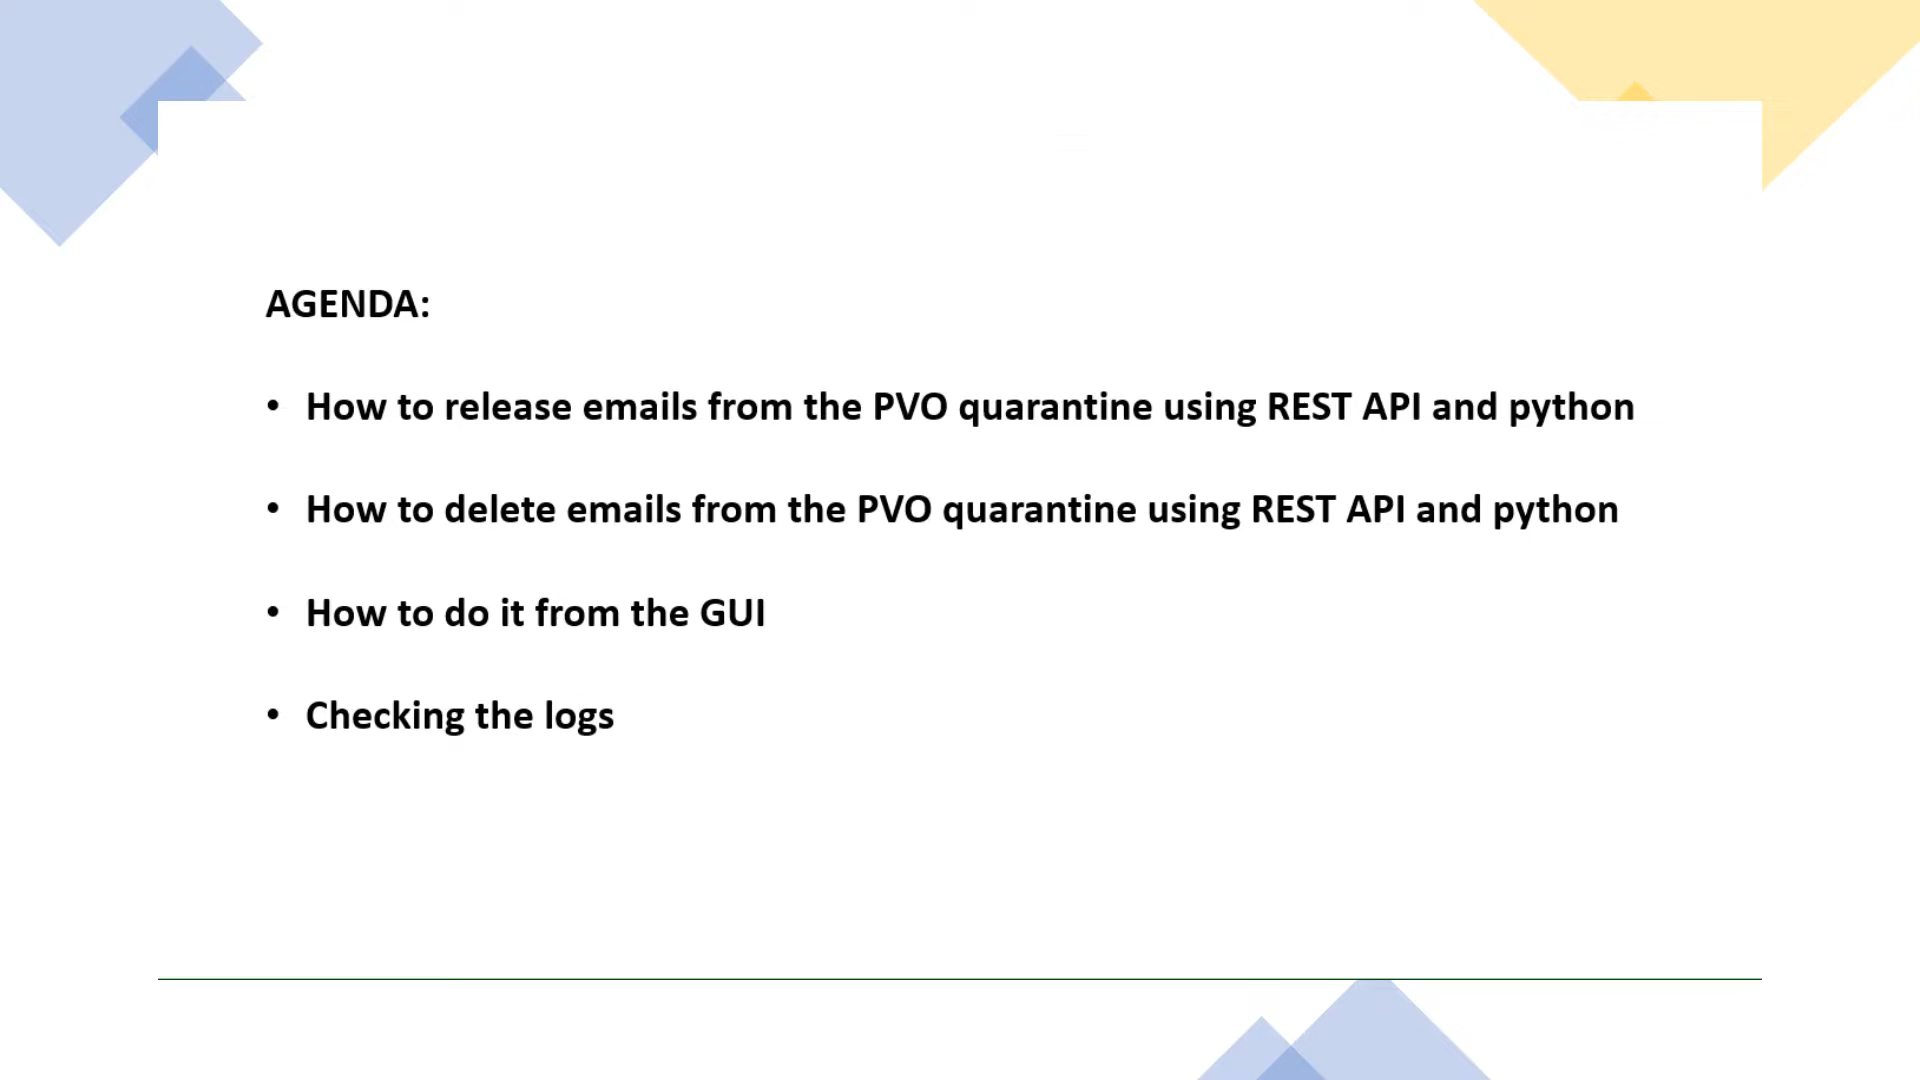 AGENDA:
• How to release emails from the PVO quarantine using REST API and python
• How to delete emails from the PVO quarantine using REST API and python
• How to do it from the GUI
• Checking the logs